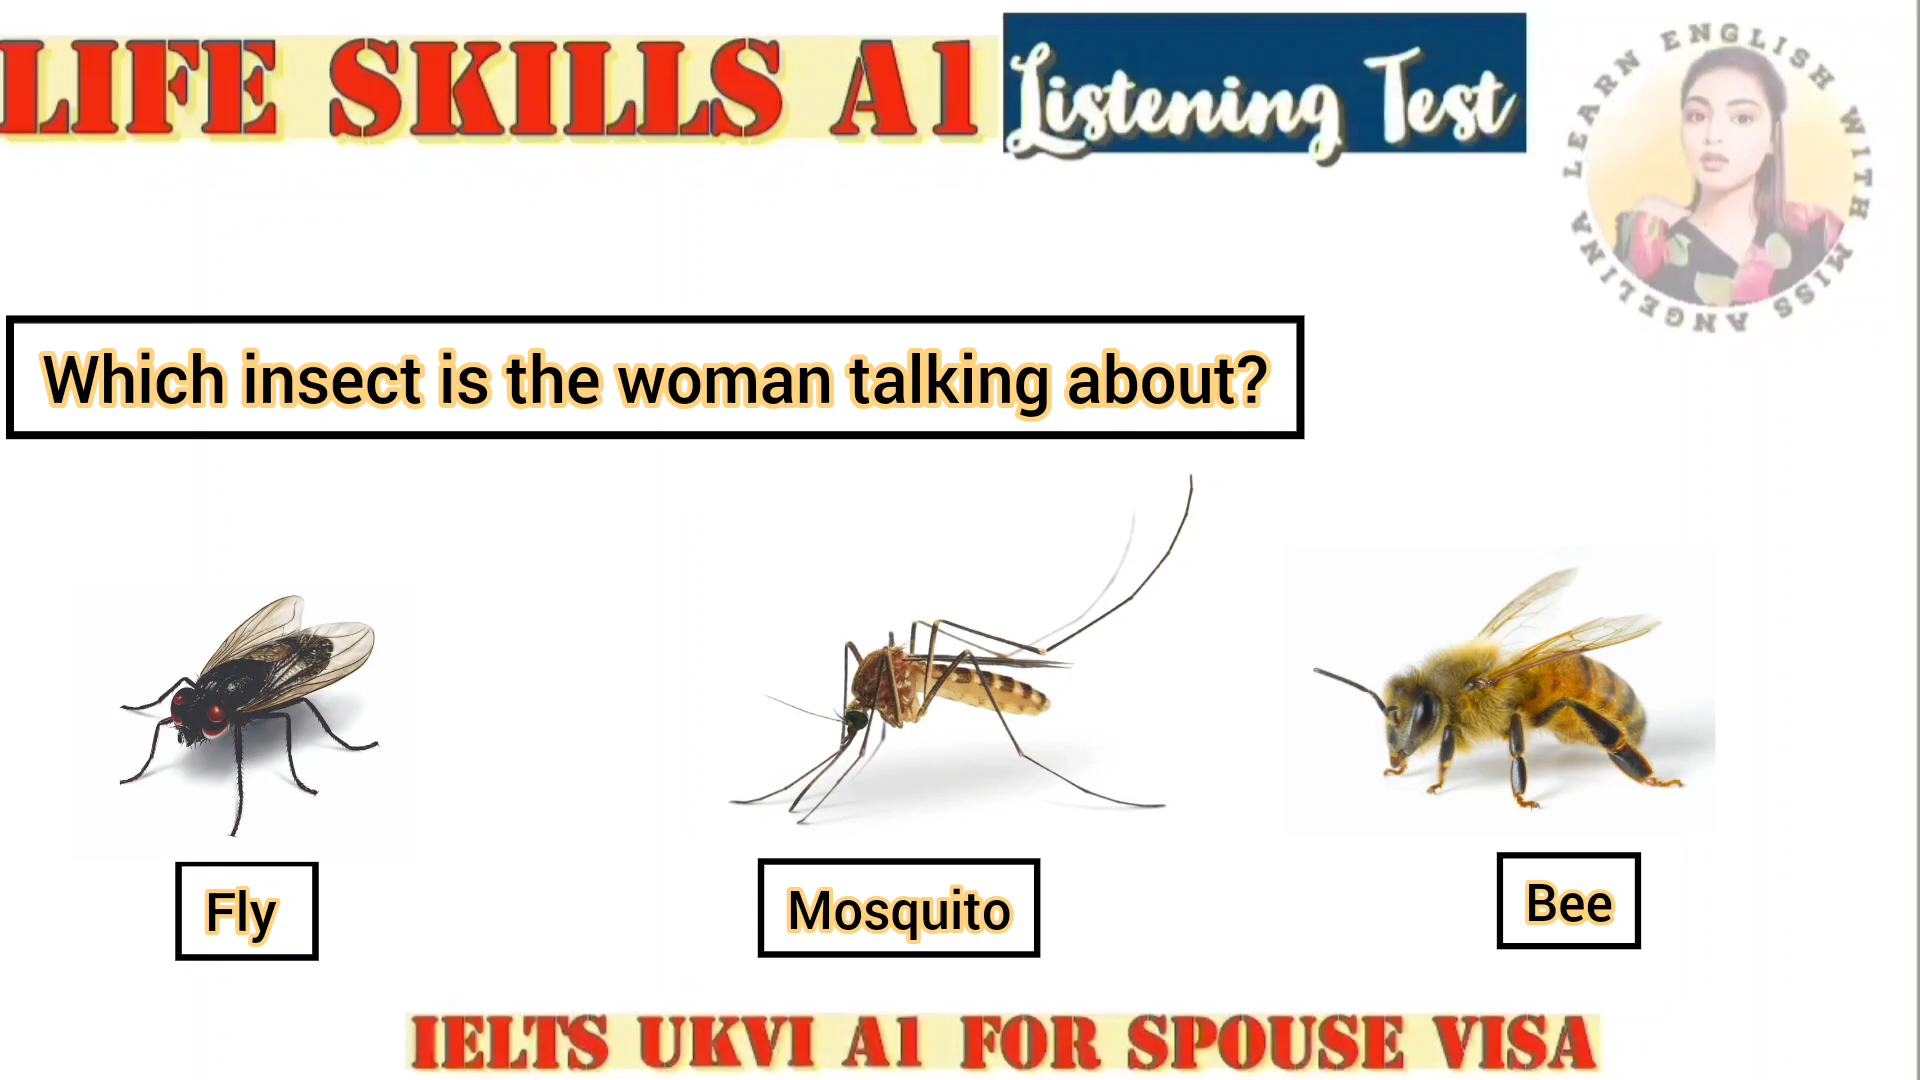 LIFE SKILLS A1 Listening Test
LEARN ENGLISH WITH MISS ANGELINA
Which insect is the woman talking about?
Fly
Mosquito
Bee
IELTS UKVI A1 FOR SPOUSE VISA